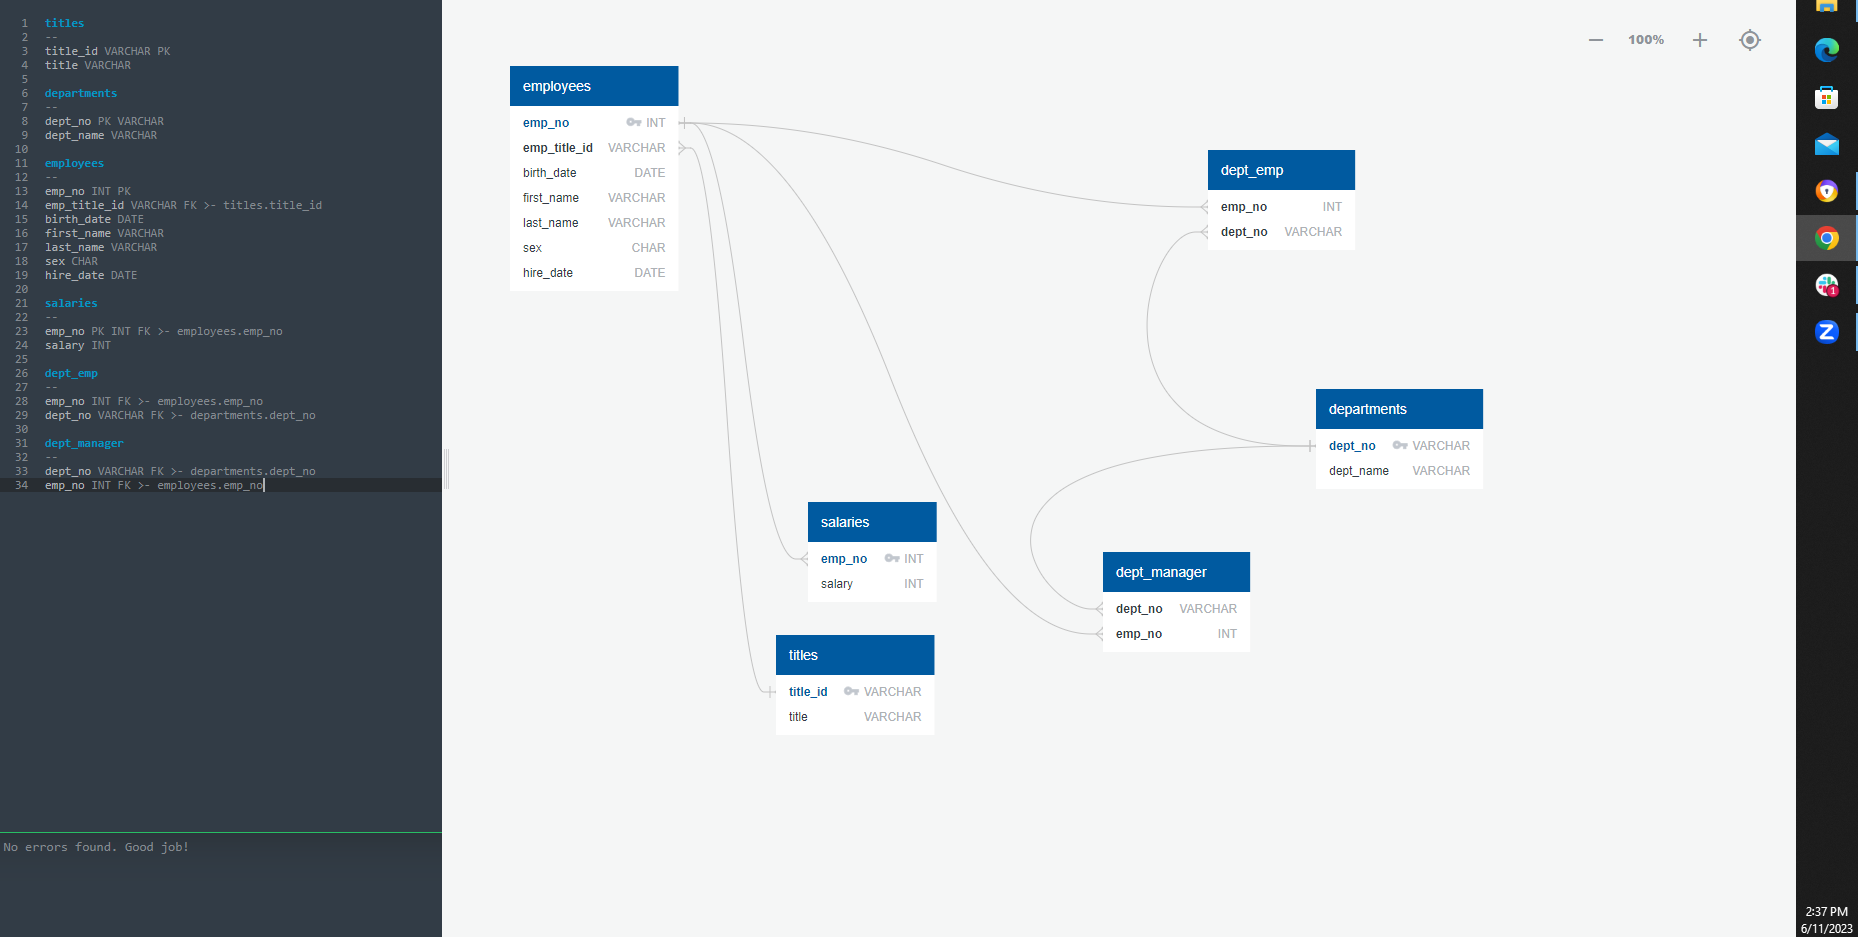 1 titles
2 --
3 title_id VARCHAR PK
4 title VARCHAR
5
6 departments
7 --
8 dept_no PK VARCHAR
9 dept_name VARCHAR
10
11 employees
12 --
13 emp_no INT PK
14 emp_title_id VARCHAR FK >- titles.title_id
15 birth_date DATE
16 first_name VARCHAR
17 last_name VARCHAR
18 sex CHAR
19 hire_date DATE
20
21 salaries
22 --
23 emp_no PK INT FK >- employees.emp_no
24 salary INT
25
26 dept_emp
27 --
28 emp_no INT FK >- employees.emp_no
29 dept_no VARCHAR FK >- departments.dept_no
30
31 dept_manager
32 --
33 dept_no VARCHAR FK >- departments.dept_no
34 emp_no INT FK >- employees.emp_no
No errors found. Good job!
100%
employees
emp_no INT
emp_title_id VARCHAR
birth_date DATE
first_name VARCHAR
last_name VARCHAR
sex CHAR
hire_date DATE
dept_emp
emp_no INT
dept_no VARCHAR
departments
dept_no VARCHAR
dept_name VARCHAR
salaries
emp_no INT
salary INT
dept_manager
dept_no VARCHAR
emp_no INT
titles
title_id VARCHAR
title VARCHAR
1
Z
2:37 PM
6/11/2023